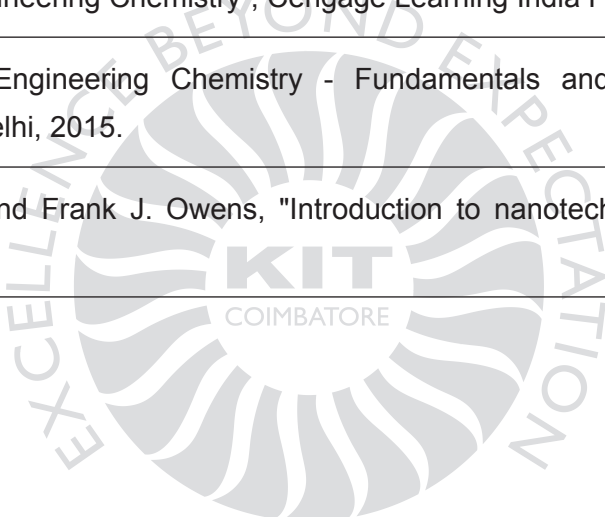 neering Chemistry", Cengage Learning India
Engineering Chemistry - Fundamentals and
elhi, 2015.
nd Frank J. Owens, "Introduction to nanotech
EXCELLENCE BEYOND EXPECTATION
KIT
COIMBATORE